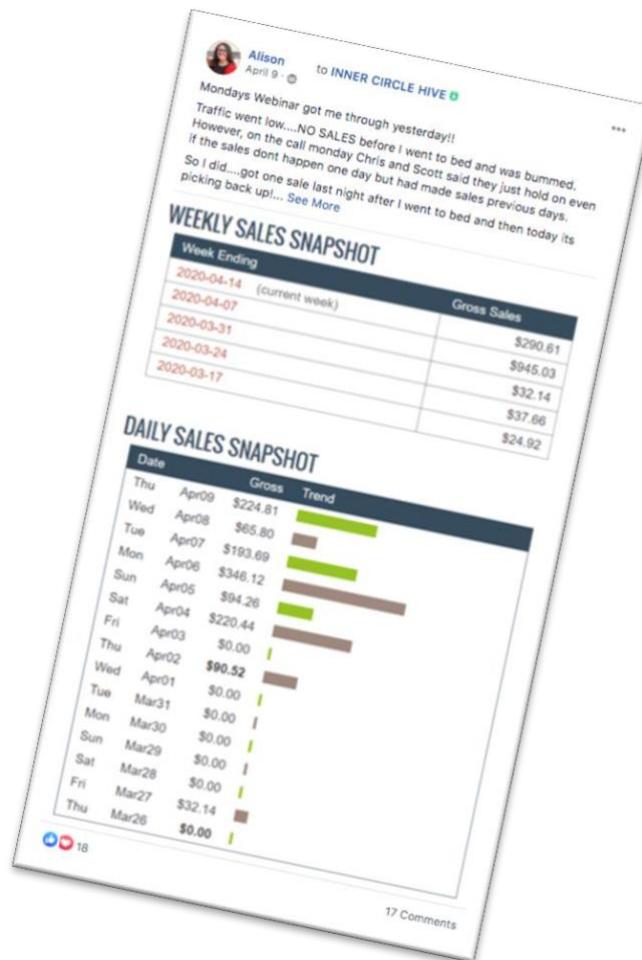 Alison to INNER CIRCLE HIVE
April 9 ·
Mondays Webinar got me through yesterday!!
Traffic went low....NO SALES before I went to bed and was bummed.
However, on the call monday Chris and Scott said they just hold on even
if the sales dont happen one day but had made sales previous days.
So I did....got one sale last night after I went to bed and then today its
picking back up!... See More
WEEKLY SALES SNAPSHOT
Week Ending Gross Sales
2020-04-14 (current week) $290.61
2020-04-07 $945.03
2020-03-31 $32.14
2020-03-24 $37.66
2020-03-17 $24.92
DAILY SALES SNAPSHOT
Date Gross Trend
Thu Apr09 $224.81
Wed Apr08 $65.80
Tue Apr07 $193.69
Mon Apr06 $346.12
Sun Apr05 $94.26
Sat Apr04 $220.44
Fri Apr03 $0.00
Thu Apr02 $90.52
Wed Apr01 $0.00
Tue Mar31 $0.00
Mon Mar30 $0.00
Sun Mar29 $0.00
Sat Mar28 $0.00
Fri Mar27 $32.14
Thu Mar26 $0.00
18
17 Comments